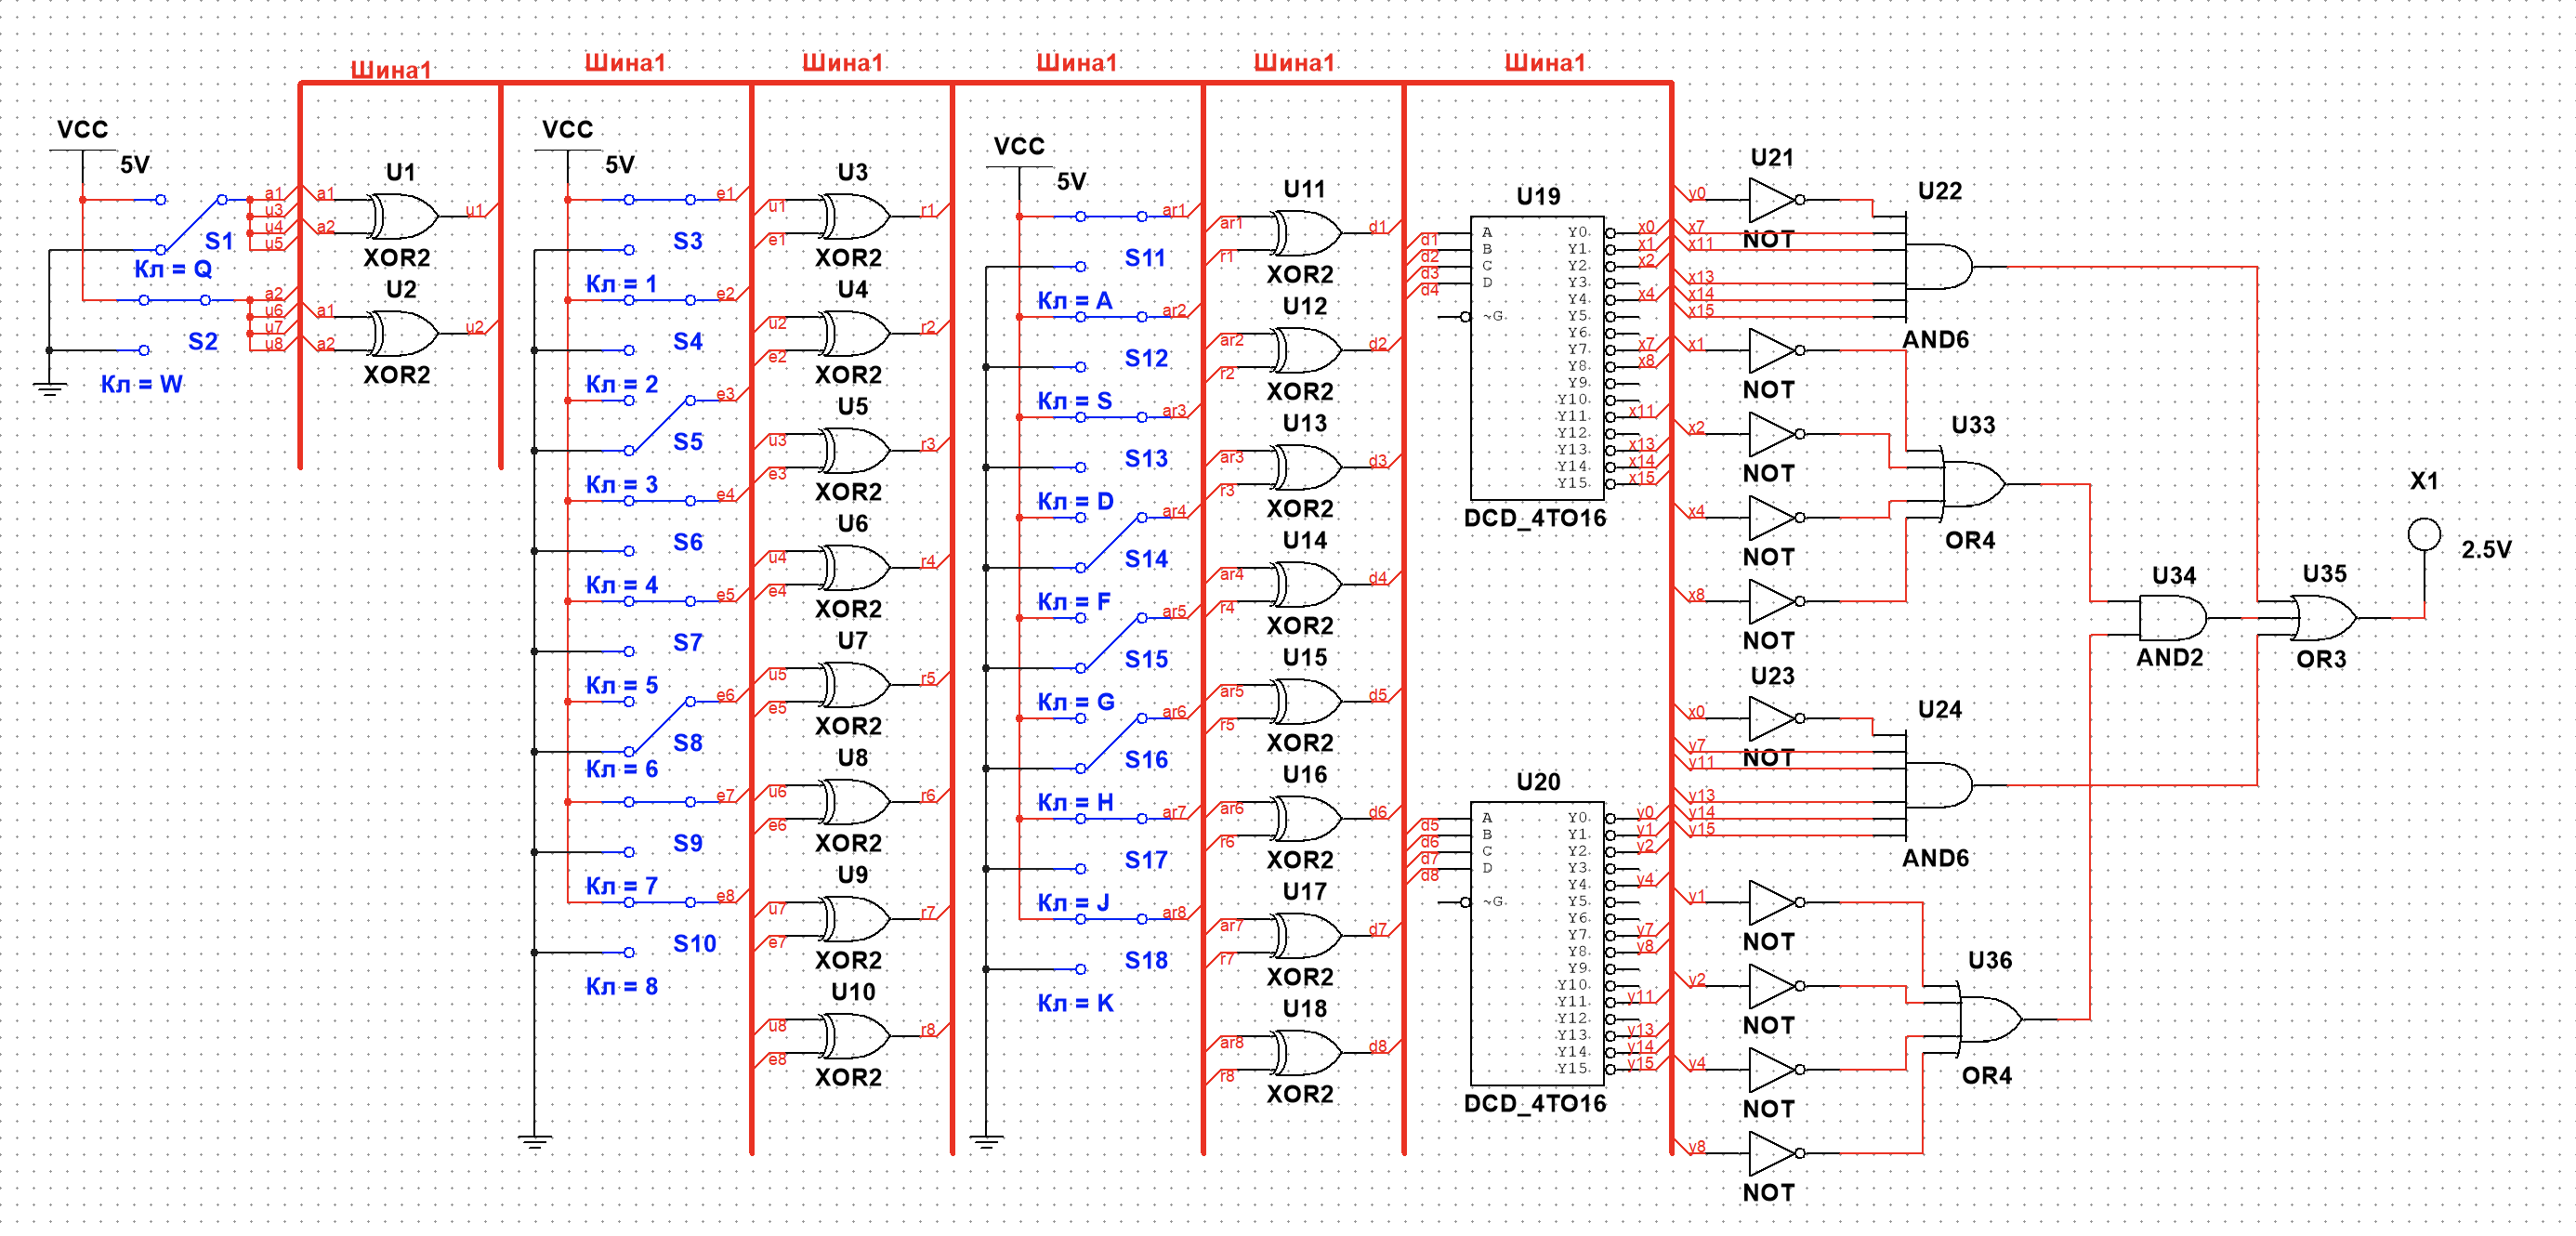 Шина1
Шина1
Шина1
Шина1
Шина1
Шина1
VCC
5V
a1
u3
u4
u5
S1
Кл = Q
a2
u6
u7
u8
S2
Кл = W
a1
a2
U1
XOR2
u1
a1
a2
U2
XOR2
u2
VCC
5V
e1
S3
Кл = 1
e2
S4
Кл = 2
e3
S5
Кл = 3
e4
S6
Кл = 4
e5
S7
Кл = 5
e6
S8
Кл = 6
e7
S9
Кл = 7
e8
S10
Кл = 8
U3
u1
e1
r1
XOR2
U4
u2
e2
r2
XOR2
U5
u3
e3
r3
XOR2
U6
u4
e4
r4
XOR2
U7
u5
e5
r5
XOR2
U8
u6
e6
r6
XOR2
U9
u7
e7
r7
XOR2
U10
u8
e8
r8
XOR2
VCC
5V
ar1
S11
Кл = A
ar2
S12
Кл = S
ar3
S13
Кл = D
ar4
S14
Кл = F
ar5
S15
Кл = G
ar6
S16
Кл = H
ar7
S17
Кл = J
ar8
S18
Кл = K
U11
ar1
r1
d1
XOR2
U12
ar2
r2
d2
XOR2
U13
ar3
r3
d3
XOR2
U14
ar4
r4
d4
XOR2
U15
ar5
r5
d5
XOR2
U16
ar6
r6
d6
XOR2
U17
ar7
r7
d7
XOR2
U18
ar8
r8
d8
XOR2
U19
d1
d2
d3
d4
A
B
C
D
~G
Y0
Y1
Y2
Y3
Y4
Y5
Y6
Y7
Y8
Y9
Y10
Y11
Y12
Y13
Y14
Y15
x0
x1
x2
x4
x7
x8
x11
x13
x14
x15
DCD_4TO16
U20
d5
d6
d7
d8
A
B
C
D
~G
Y0
Y1
Y2
Y3
Y4
Y5
Y6
Y7
Y8
Y9
Y10
Y11
Y12
Y13
Y14
Y15
y0
y1
y2
y4
y7
y8
y11
y13
y14
y15
DCD_4TO16
U21
y0
NOT
x7
x11
x13
x14
x15
U22
AND6
x1
NOT
x2
NOT
x4
NOT
x8
NOT
U33
OR4
U23
x0
NOT
y7
y11
y13
y14
y15
U24
AND6
y1
NOT
y2
NOT
y4
NOT
y8
NOT
U36
OR4
U34
AND2
U35
OR3
X1
2.5V